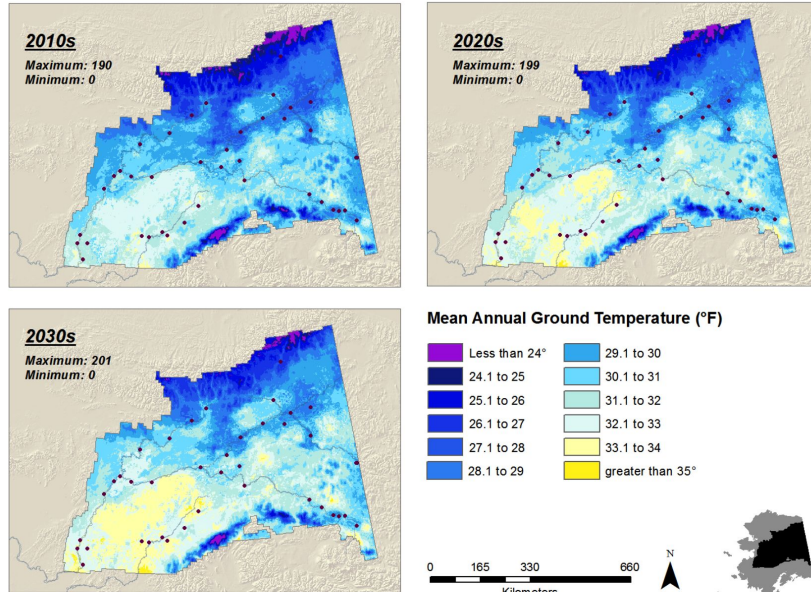 2010s
Maximum: 190
Minimum: 0
2020s
Maximum: 199
Minimum: 0
2030s
Maximum: 201
Minimum: 0
Mean Annual Ground Temperature (°F)
Less than 24°
24.1 to 25
25.1 to 26
26.1 to 27
27.1 to 28
28.1 to 29
29.1 to 30
30.1 to 31
31.1 to 32
32.1 to 33
33.1 to 34
greater than 35°
0 165 330 660
Kilometers
N